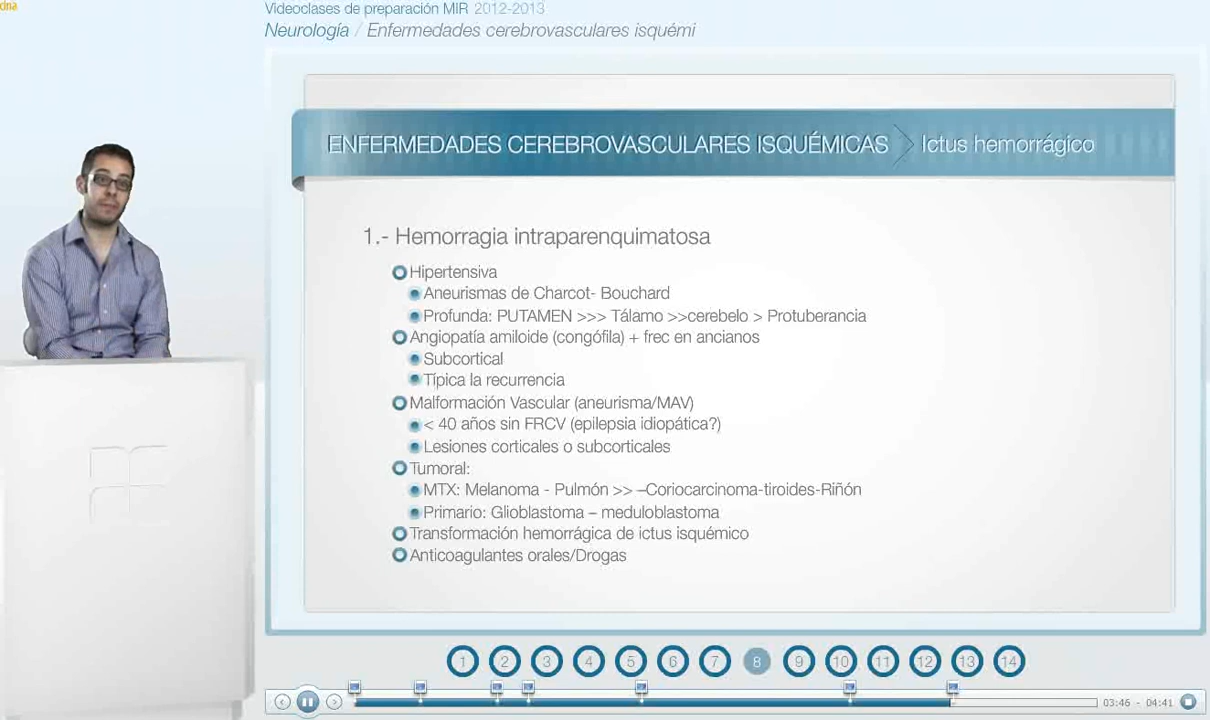 dna
Videoclases de preparación MIR 2012-2013
Neurología / Enfermedades cerebrovasculares isquémi
ENFERMEDADES CEREBROVASCULARES ISQUÉMICAS Ictus hemorrágico
1.- Hemorragia intraparenquimatosa
Hipertensiva
Aneurismas de Charcot- Bouchard
Profunda: PUTAMEN >>> Tálamo >>cerebelo > Protuberancia
Angiopatía amiloide (congófila) + frec en ancianos
Subcortical
Típica la recurrencia
Malformación Vascular (aneurisma/MAV)
< 40 años sin FRCV (epilepsia idiopática?)
Lesiones corticales o subcorticales
Tumoral:
MTX: Melanoma - Pulmón >> –Coriocarcinoma-tiroides-Riñón
Primario: Glioblastoma – meduloblastoma
Transformación hemorrágica de ictus isquémico
Anticoagulantes orales/Drogas
1 2 3 4 5 6 7 8 9 10 11 12 13 14
03:46 - 04:41